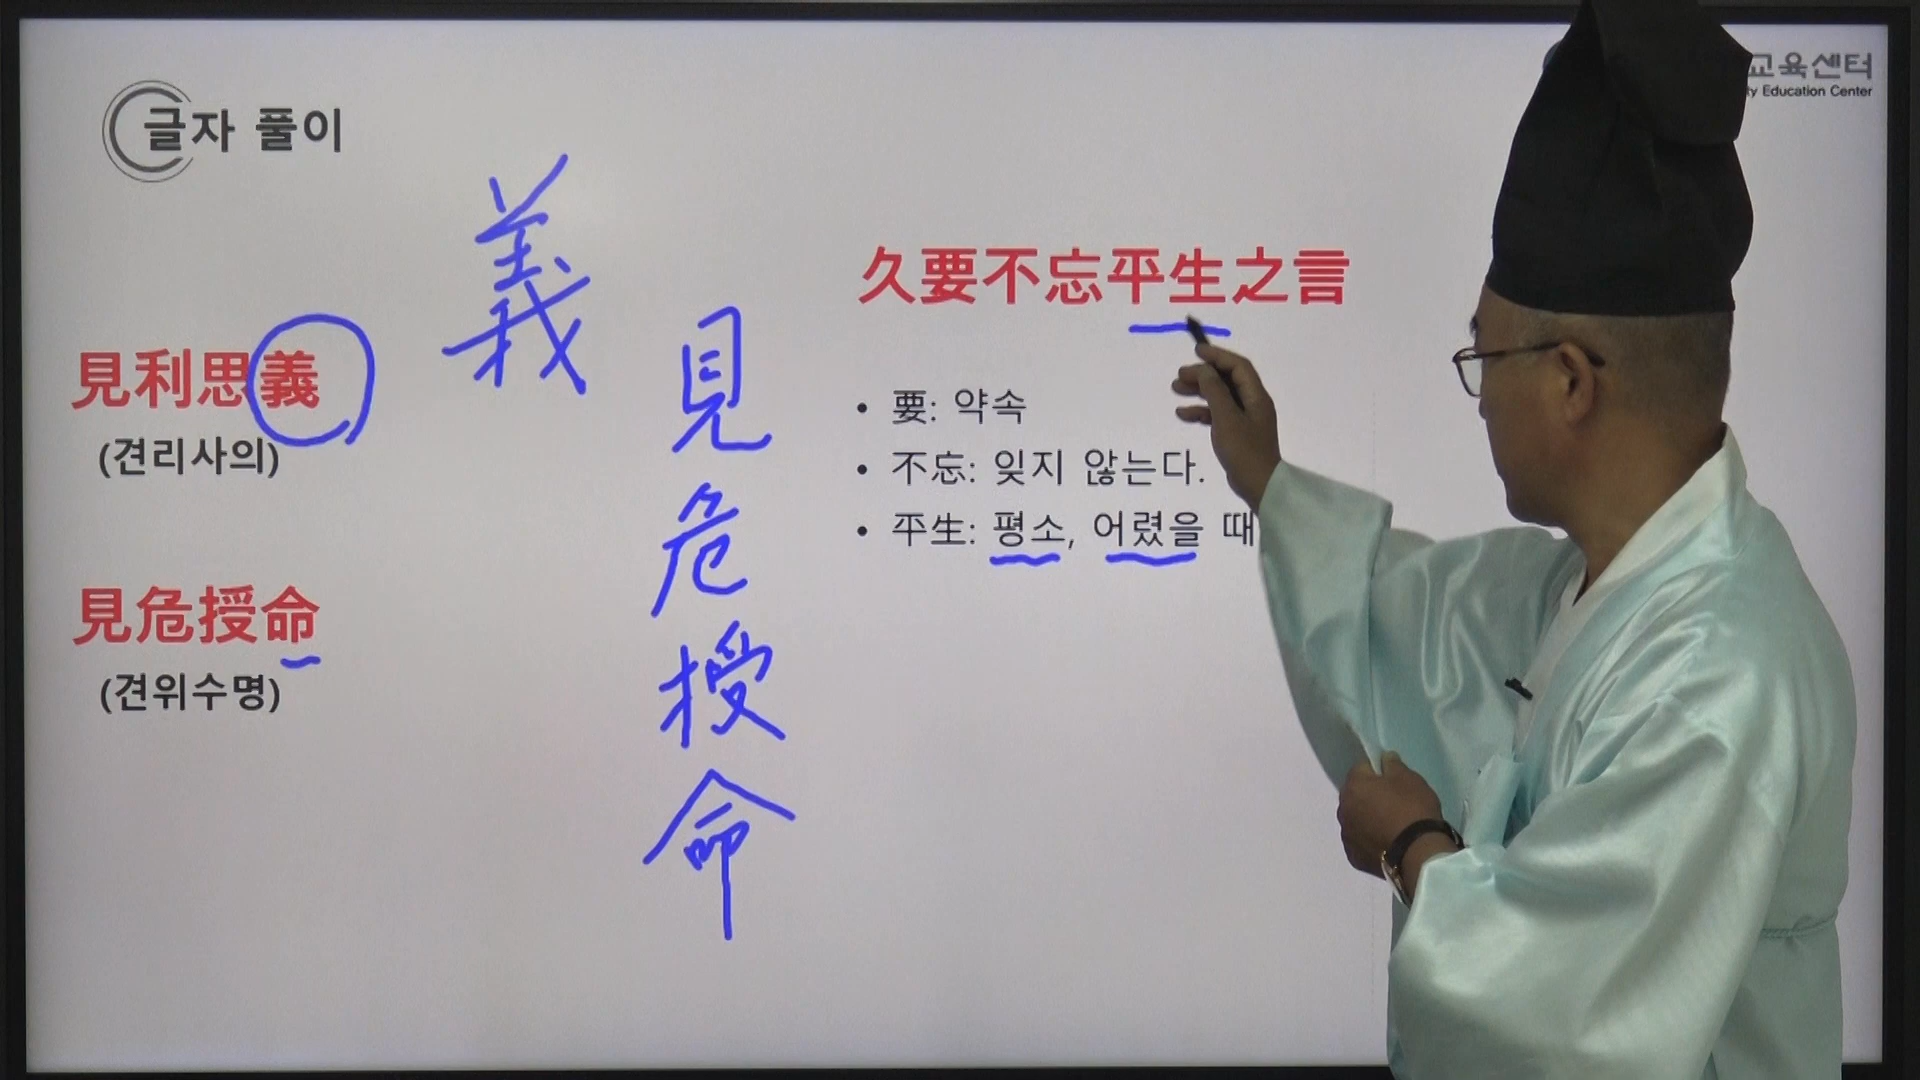 글자 풀이
교육센터
Education Center
見利思義
(견리사의)
見危授命
(견위수명)
義
見危授命
久要不忘平生之言
• 要: 약속
• 不忘: 잊지 않는다.
• 平生: 평소, 어렸을 때